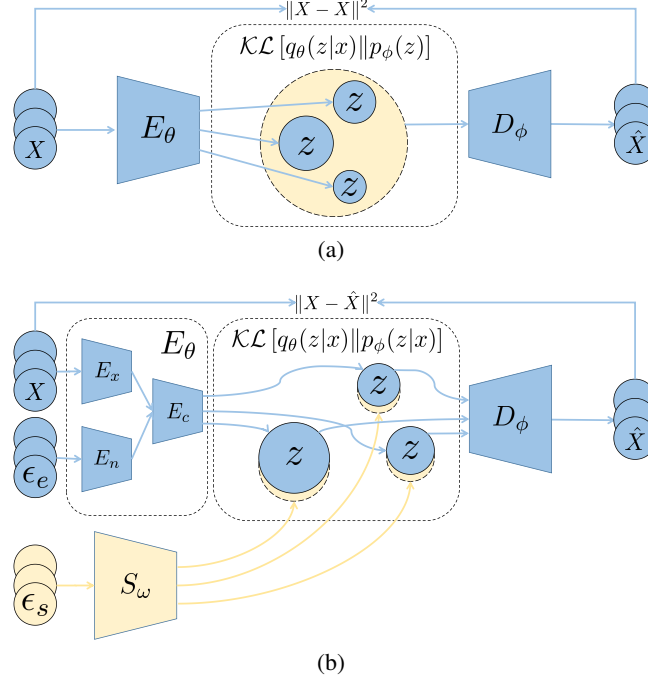 ‖X − X‖²
𝒦ℒ [q_θ(z|x)‖p_ϕ(z)]
X
E_θ
z
z
z
D_ϕ
X̂
(a)
‖X − X̂‖²
𝒦ℒ [q_θ(z|x)‖p_ϕ(z|x)]
E_θ
X
E_x
E_c
z
D_ϕ
X̂
ϵ_e
E_n
z
z
ϵ_s
S_ω
(b)